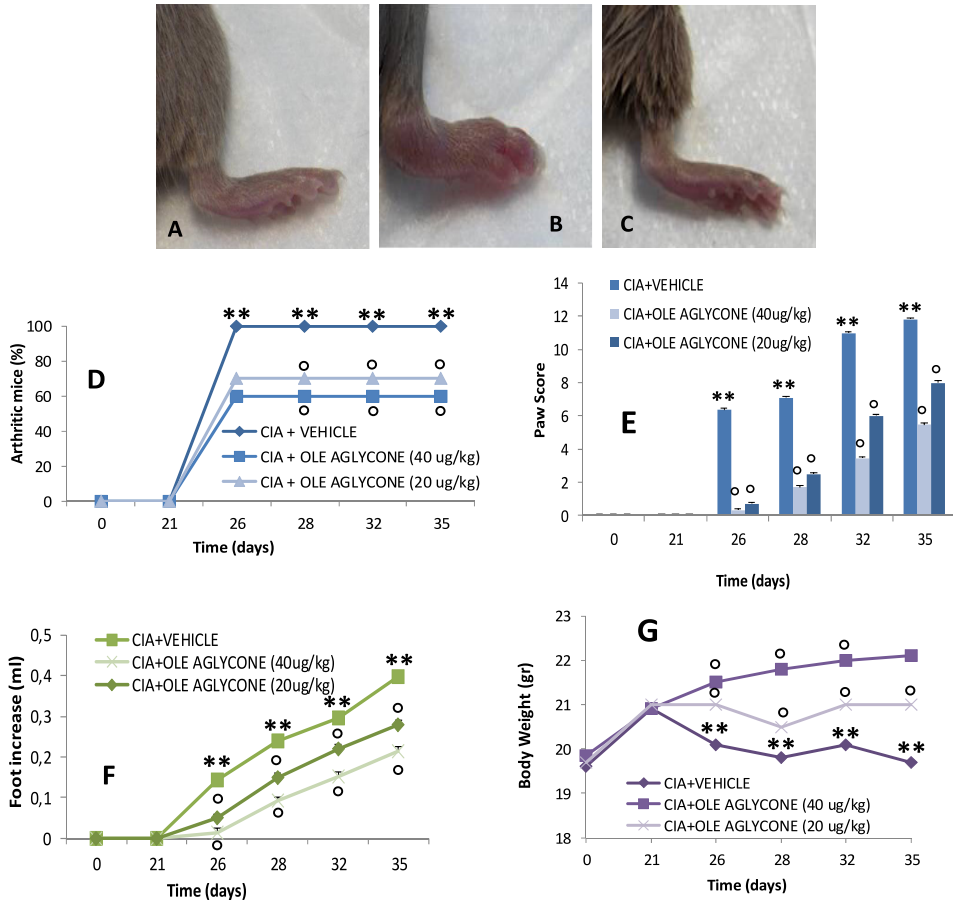 A
B
C
D
** ** ** **
Arthritic mice (%)
100
80
60
40
20
0
CIA + VEHICLE
CIA + OLE AGLYCONE (40 ug/kg)
CIA + OLE AGLYCONE (20 ug/kg)
0 21 26 28 32 35
Time (days)
E
Paw Score
14
12
10
8
6
4
2
0
CIA+VEHICLE
CIA+OLE AGLYCONE (40ug/kg)
CIA+OLE AGLYCONE (20ug/kg)
** ** ** **
0 21 26 28 32 35
Time (days)
F
Foot increase (ml)
0,5
0,4
0,3
0,2
0,1
0
CIA+VEHICLE
CIA+OLE AGLYCONE (40ug/kg)
CIA+OLE AGLYCONE (20ug/kg)
** ** ** **
0 21 26 28 32 35
Time (days)
G
Body Weight (gr)
23
22
21
20
19
18
** ** ** **
CIA+VEHICLE
CIA+OLE AGLYCONE (40 ug/kg)
CIA+OLE AGLYCONE (20 ug/kg)
0 21 26 28 32 35
Time (days)